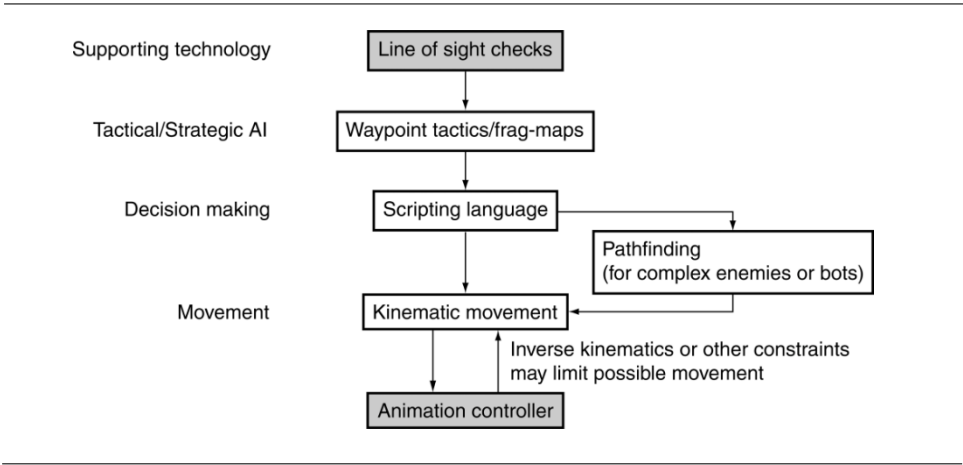 Supporting technology
Line of sight checks
Tactical/Strategic AI
Waypoint tactics/frag-maps
Decision making
Scripting language
Pathfinding
(for complex enemies or bots)
Movement
Kinematic movement
Inverse kinematics or other constraints
may limit possible movement
Animation controller